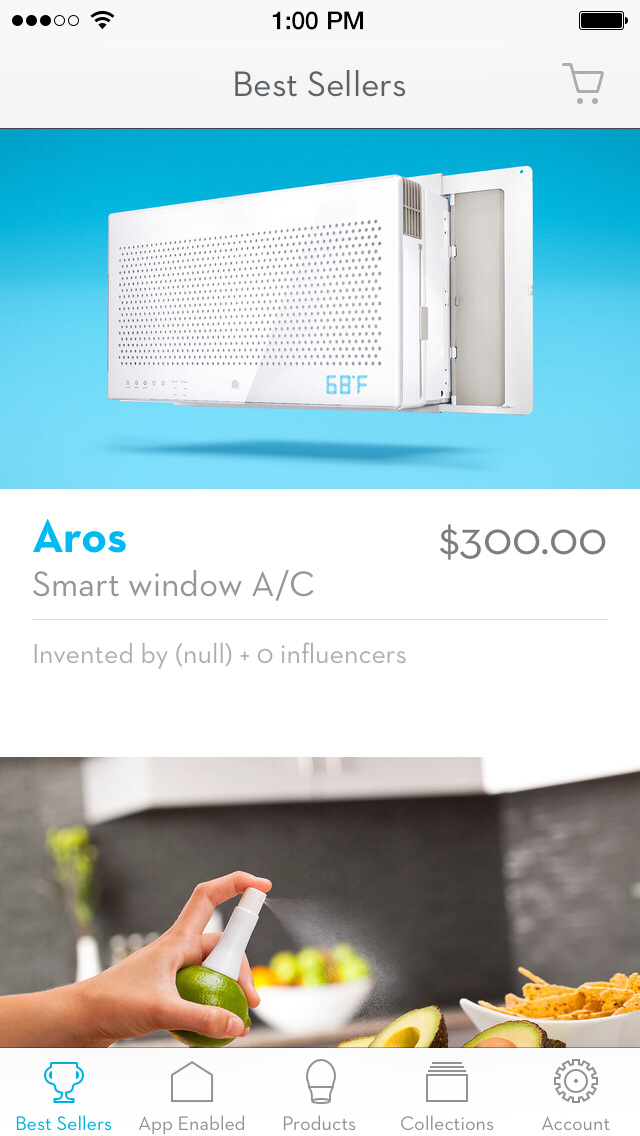 1:00 PM
Best Sellers
68°F
Aros
$300.00
Smart window A/C
Invented by (null) + 0 influencers
Best Sellers
App Enabled
Products
Collections
Account